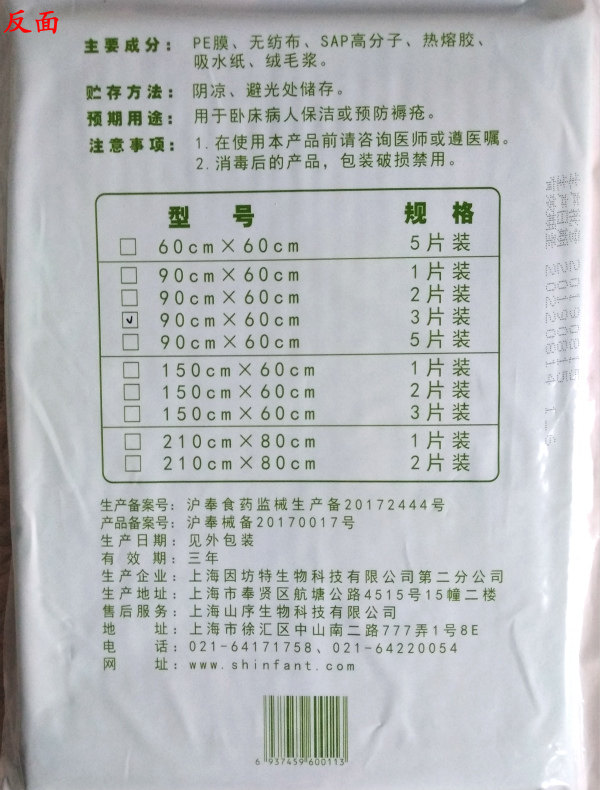 反面
主要成分：PE膜、无纺布、SAP高分子、热熔胶、
吸水纸、绒毛浆。
贮存方法：阴凉、避光处储存。
预期用途：用于卧床病人保洁或预防褥疮。
注意事项：1.在使用本产品前请咨询医师或遵医嘱。
2.消毒后的产品，包装破损禁用。
型 号 规 格
60cm×60cm 5片装
90cm×60cm 1片装
90cm×60cm 2片装
90cm×60cm 3片装
90cm×60cm 5片装
150cm×60cm 1片装
150cm×60cm 2片装
150cm×60cm 3片装
210cm×80cm 1片装
210cm×80cm 2片装
生产备案号：沪奉食药监械生产备20172444号
产品备案号：沪奉械备20170017号
生产日期：见外包装
有效期：三年
生产企业：上海因坊特生物科技有限公司第二分公司
生产地址：上海市奉贤区航塘公路4515号15幢二楼
售后服务：上海山序生物科技有限公司
地 址：上海市徐汇区中山南二路777弄1号8E
电 话：021-64171758、021-64220054
网 址：www.shinfant.com
6 937459 600113
20190815
20220814